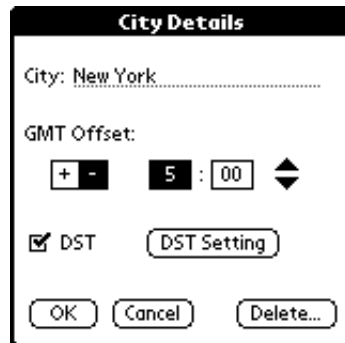 City Details
City: New York
GMT Offset:
+ - 5 : 00
DST DST Setting
OK Cancel Delete...